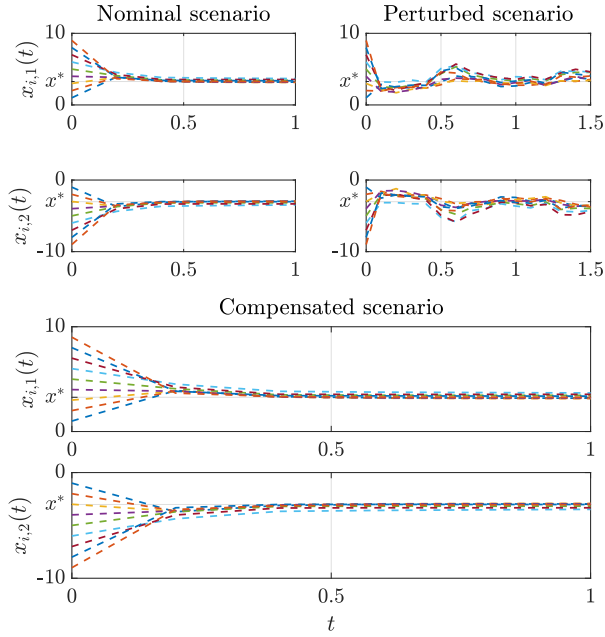 Nominal scenario
Perturbed scenario
10
x*
0
x_{i,1}(t)
0 0.5 1
10
x*
0
0 0.5 1 1.5
0
x*
-10
x_{i,2}(t)
0 0.5 1
0
x*
-10
0 0.5 1 1.5
Compensated scenario
10
x*
0
x_{i,1}(t)
0 0.5 1
0
x*
-10
x_{i,2}(t)
0 0.5 1
t